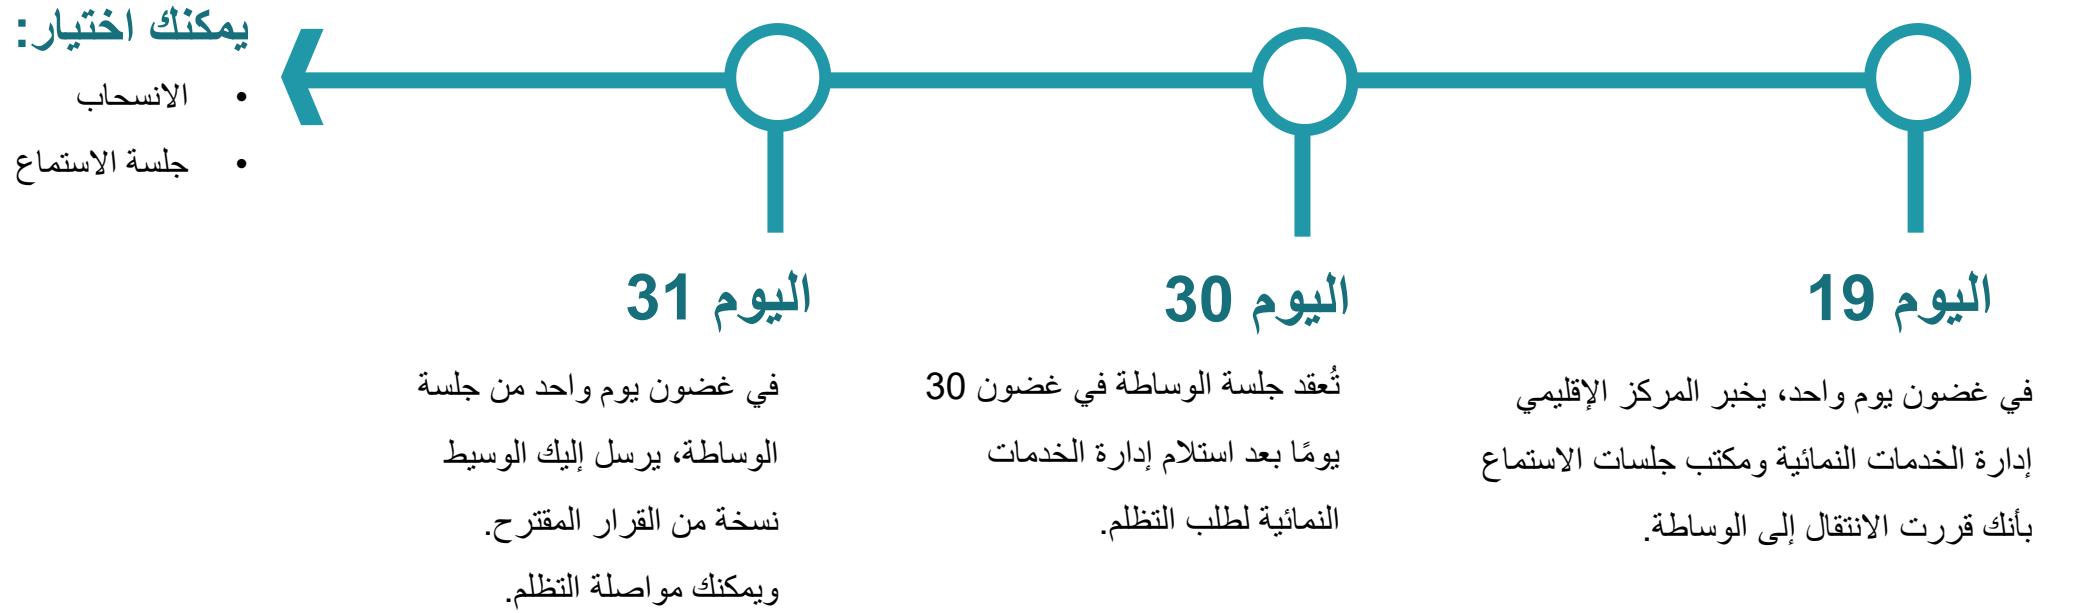 اليوم 19
في غضون يوم واحد، يخبر المركز الإقليمي
إدارة الخدمات النمائية ومكتب جلسات الاستماع
بأنك قررت الانتقال إلى الوساطة.
اليوم 30
تُعقد جلسة الوساطة في غضون 30
يومًا بعد استلام إدارة الخدمات
النمائية لطلب التظلم.
اليوم 31
في غضون يوم واحد من جلسة
الوساطة، يرسل إليك الوسيط
نسخة من القرار المقترح.
ويمكنك مواصلة التظلم.
يمكنك اختيار:
• الانسحاب
• جلسة الاستماع